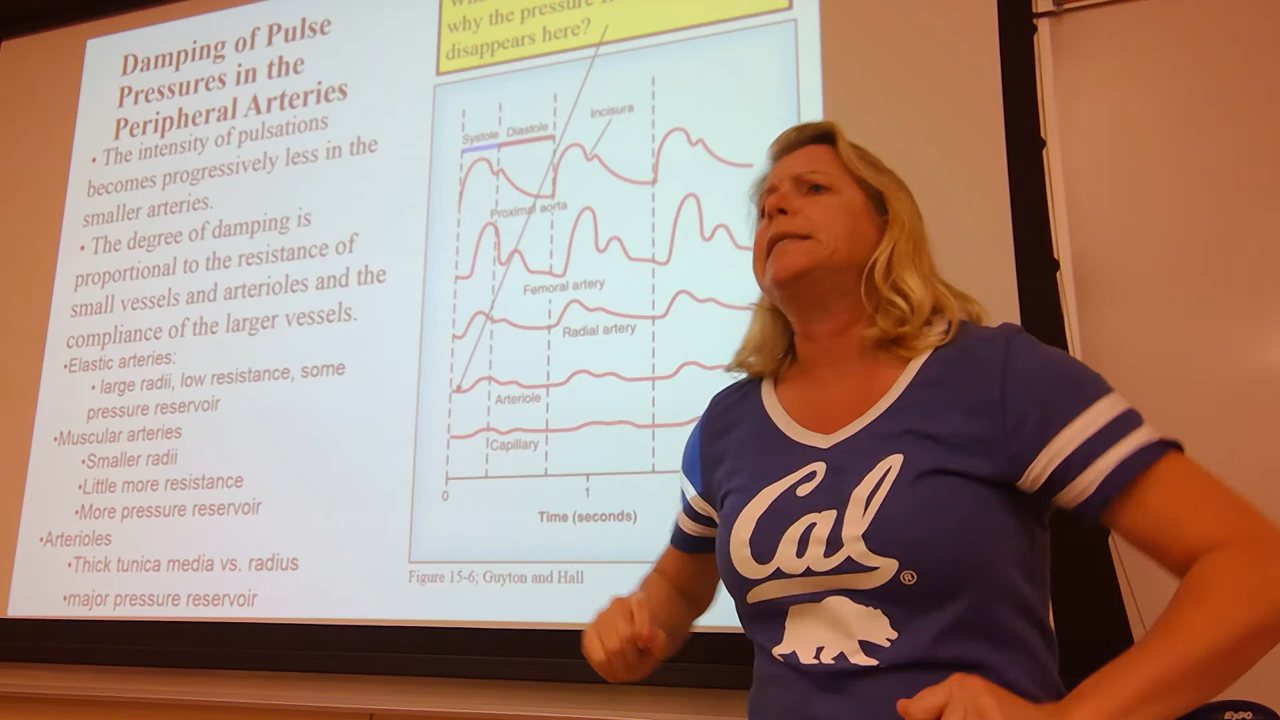 Damping of Pulse
Pressures in the
Peripheral Arteries
• The intensity of pulsations
becomes progressively less in the
smaller arteries.
• The degree of damping is
proportional to the resistance of
small vessels and arterioles and the
compliance of the larger vessels.
•Elastic arteries:
• large radii, low resistance, some
pressure reservoir
•Muscular arteries
•Smaller radii
•Little more resistance
•More pressure reservoir
•Arterioles
•Thick tunica media vs. radius
•major pressure reservoir
why the pressure
disappears here?
Systole Diastole
Incisura
Proximal aorta
Femoral artery
Radial artery
Arteriole
Capillary
0 1
Time (seconds)
Figure 15-6; Guyton and Hall
Cal
®